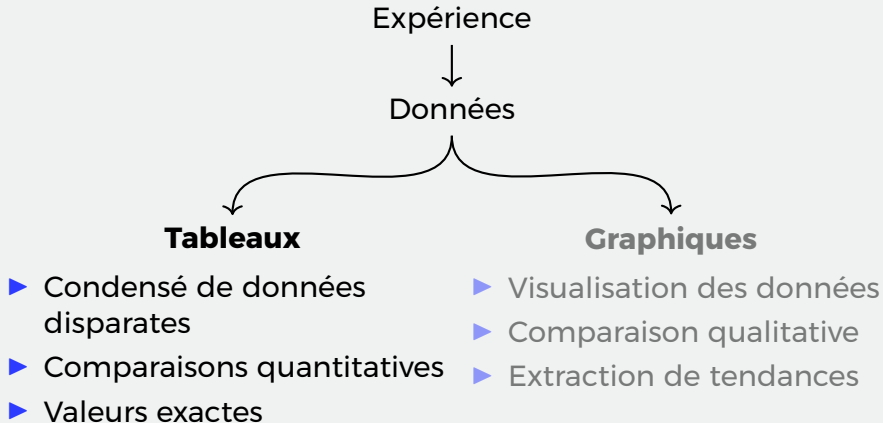 Expérience
Données
Tableaux
Condensé de données
disparates
Comparaisons quantitatives
Valeurs exactes
Graphiques
Visualisation des données
Comparaison qualitative
Extraction de tendances